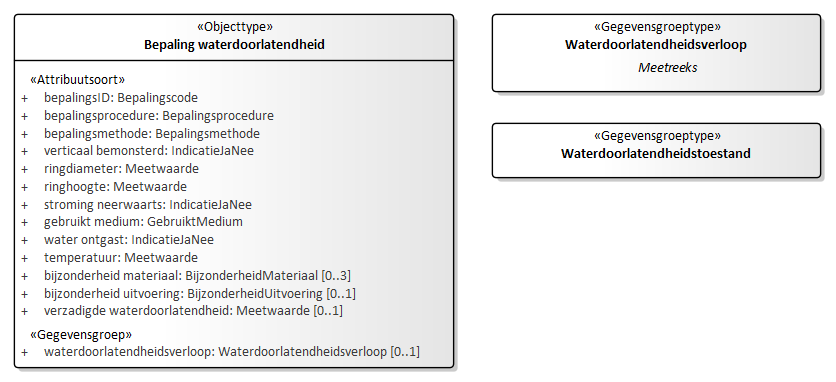 «Objecttype»
Bepaling waterdoorlatendheid
«Attribuutsoort»
+ bepalingsID: Bepalingscode
+ bepalingsprocedure: Bepalingsprocedure
+ bepalingsmethode: Bepalingsmethode
+ verticaal bemonsterd: IndicatieJaNee
+ ringdiameter: Meetwaarde
+ ringhoogte: Meetwaarde
+ stroming neerwaarts: IndicatieJaNee
+ gebruikt medium: GebruiktMedium
+ water ontgast: IndicatieJaNee
+ temperatuur: Meetwaarde
+ bijzonderheid materiaal: BijzonderheidMateriaal [0..3]
+ bijzonderheid uitvoering: BijzonderheidUitvoering [0..1]
+ verzadigde waterdoorlatendheid: Meetwaarde [0..1]
«Gegevensgroep»
+ waterdoorlatendheidsverloop: Waterdoorlatendheidsverloop [0..1]
«Gegevensgroeptype»
Waterdoorlatendheidsverloop
Meetreeks
«Gegevensgroeptype»
Waterdoorlatendheidstoestand